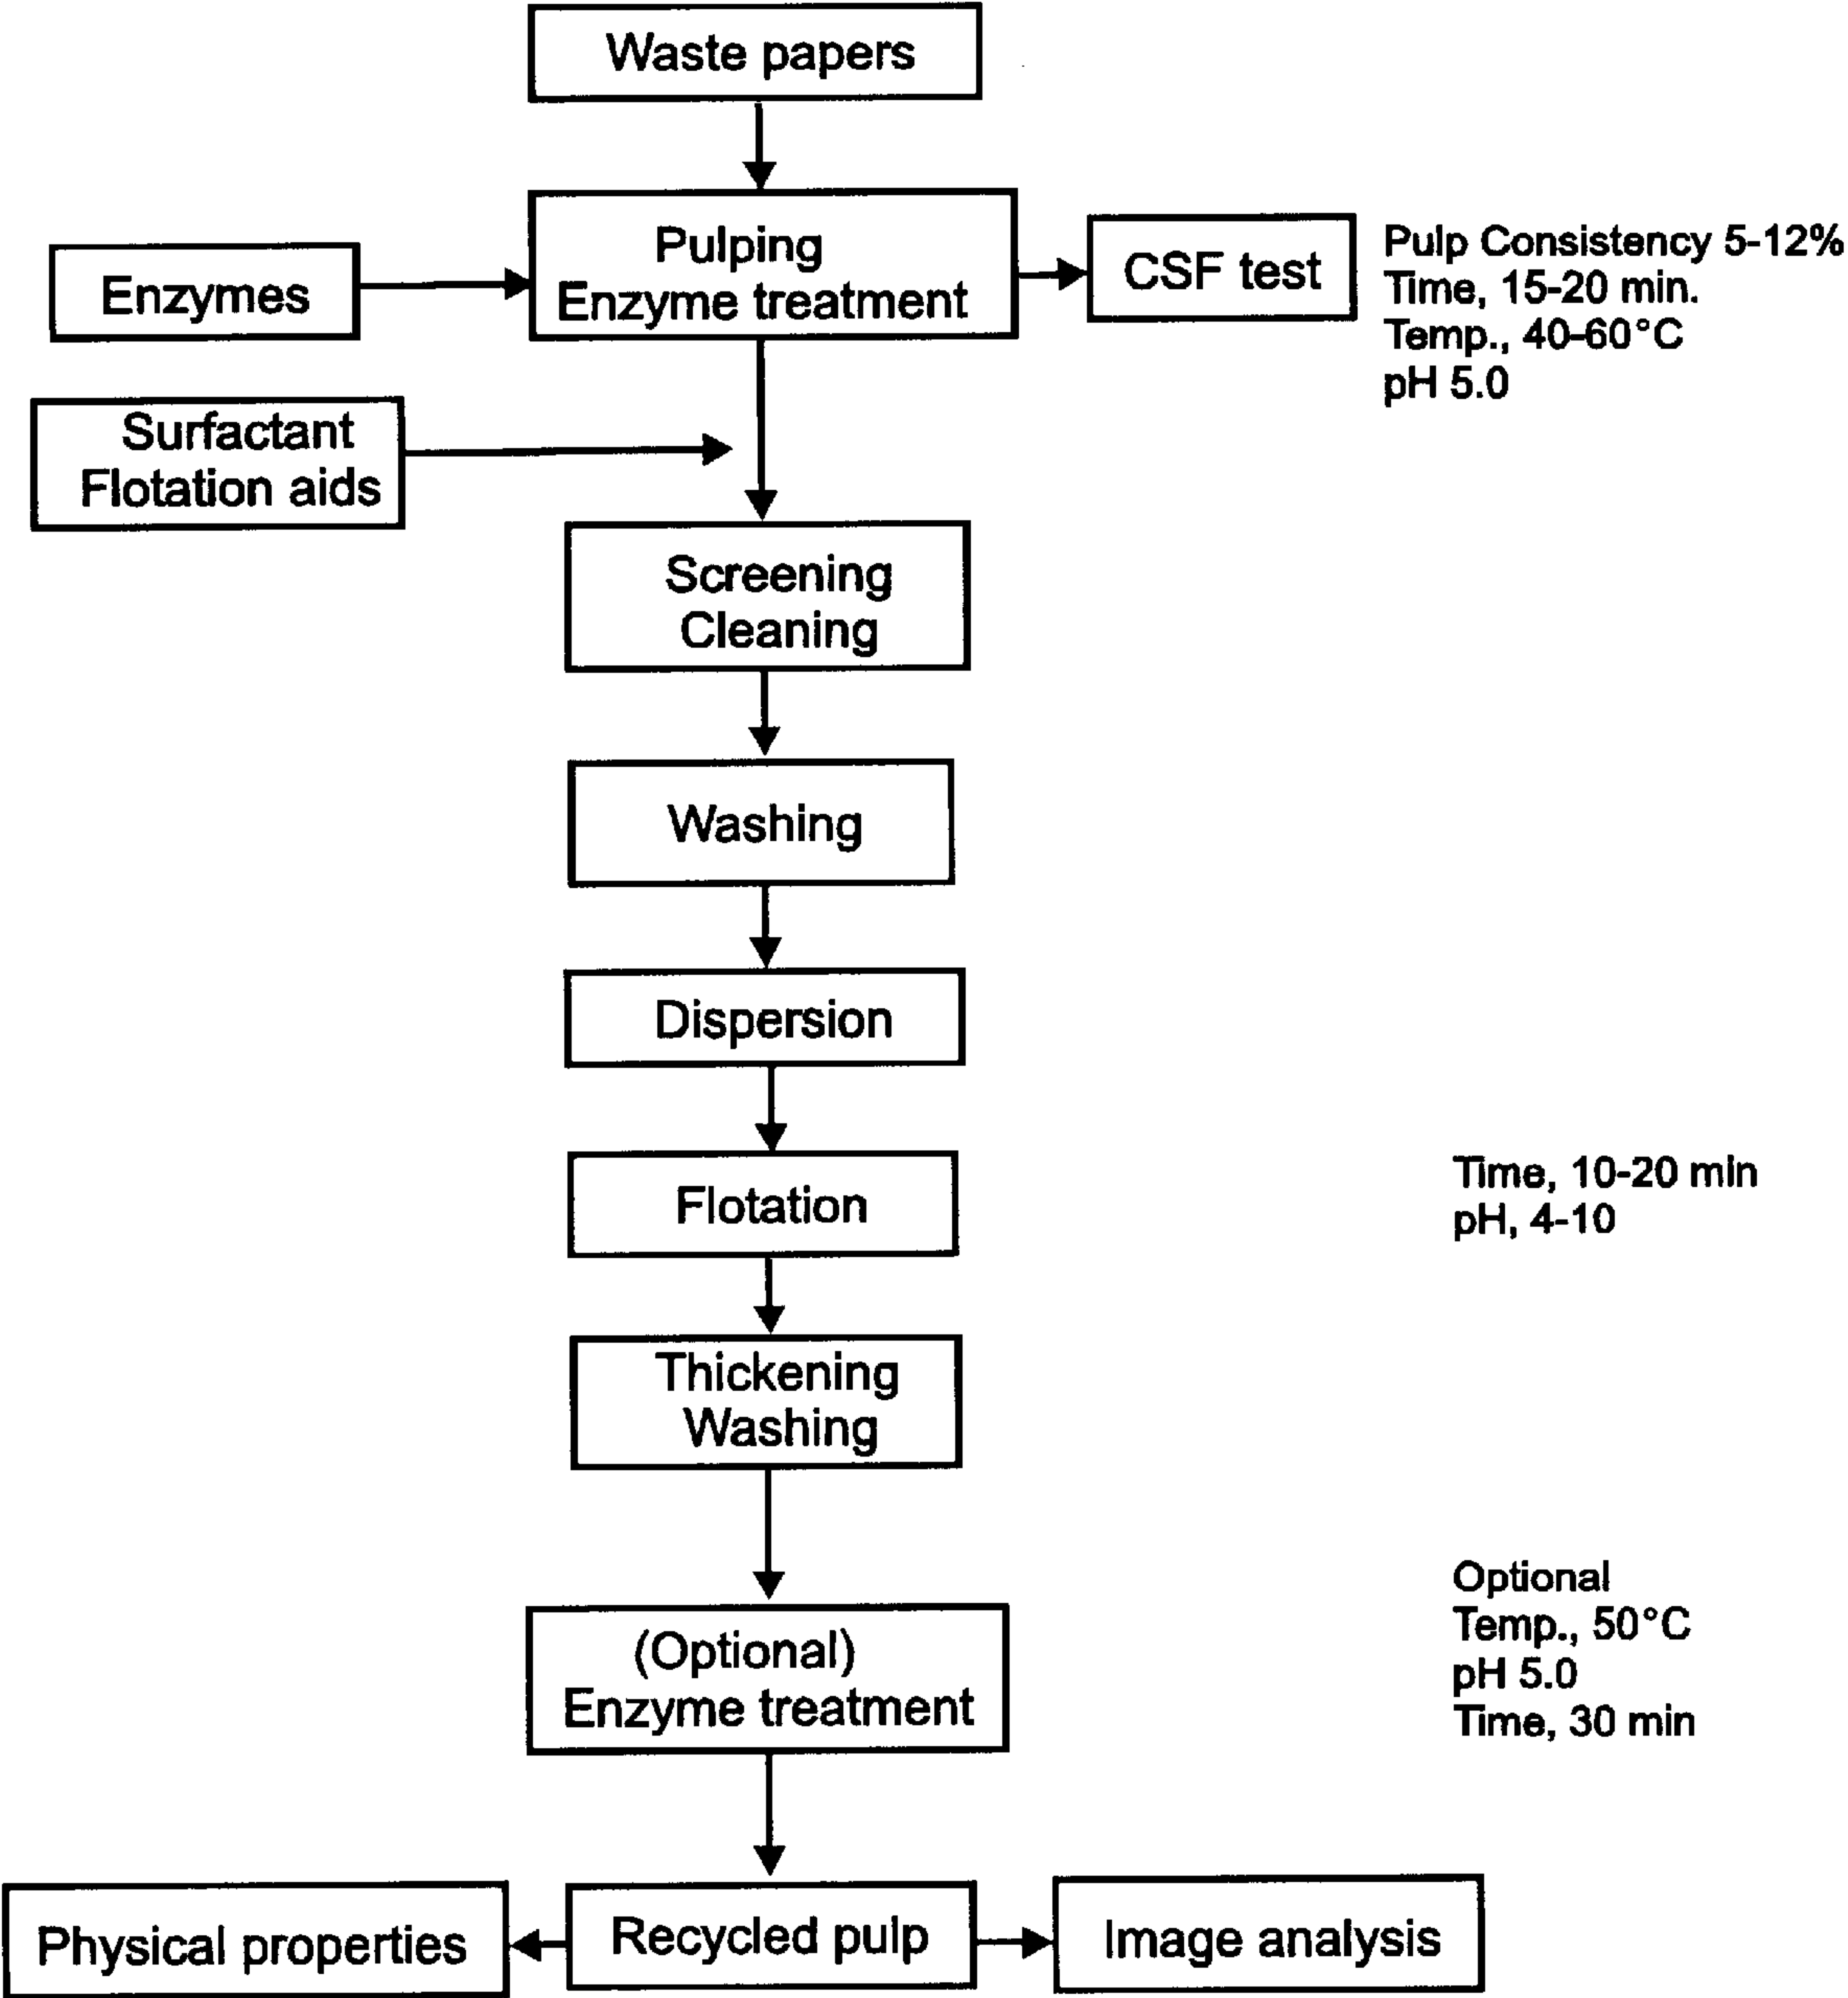 Waste papers
Pulping
Enzyme treatment
Enzymes
CSF test
Pulp Consistency 5-12%
Time, 15-20 min.
Temp., 40-60°C
pH 5.0
Surfactant
Flotation aids
Screening
Cleaning
Washing
Dispersion
Flotation
Time, 10-20 min
pH, 4-10
Thickening
Washing
(Optional)
Enzyme treatment
Optional
Temp., 50°C
pH 5.0
Time, 30 min
Physical properties
Recycled pulp
Image analysis